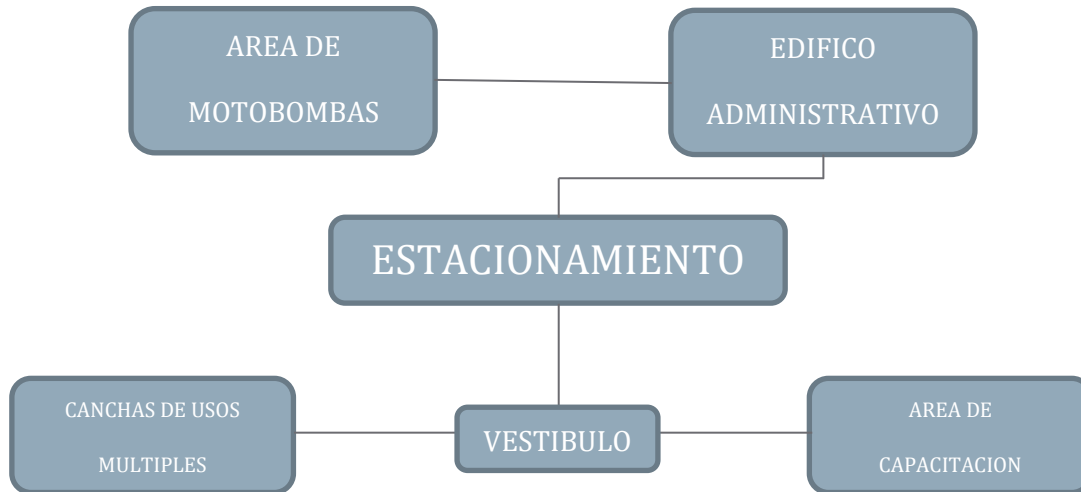 AREA DE
MOTOBOMBAS
EDIFICO
ADMINISTRATIVO
ESTACIONAMIENTO
CANCHAS DE USOS
MULTIPLES
VESTIBULO
AREA DE
CAPACITACION